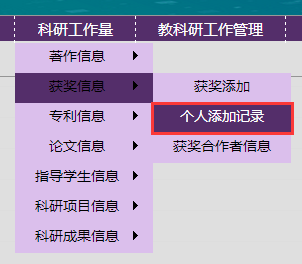 科研工作量 教科研工作管理
著作信息
获奖信息 获奖添加
专利信息 个人添加记录
论文信息 获奖合作者信息
指导学生信息
科研项目信息
科研成果信息